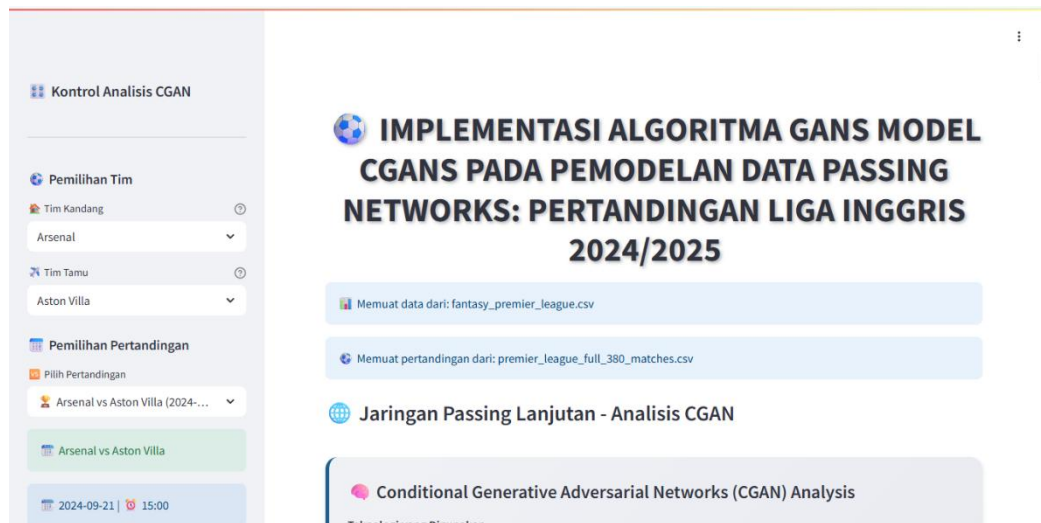 Kontrol Analisis CGAN
Pemilihan Tim
Tim Kandang
Arsenal
Tim Tamu
Aston Villa
Pemilihan Pertandingan
Pilih Pertandingan
Arsenal vs Aston Villa (2024-...
Arsenal vs Aston Villa
2024-09-21 | 15:00
IMPLEMENTASI ALGORITMA GANS MODEL
CGANS PADA PEMODELAN DATA PASSING
NETWORKS: PERTANDINGAN LIGA INGGRIS
2024/2025
Memuat data dari: fantasy_premier_league.csv
Memuat pertandingan dari: premier_league_full_380_matches.csv
Jaringan Passing Lanjutan - Analisis CGAN
Conditional Generative Adversarial Networks (CGAN) Analysis